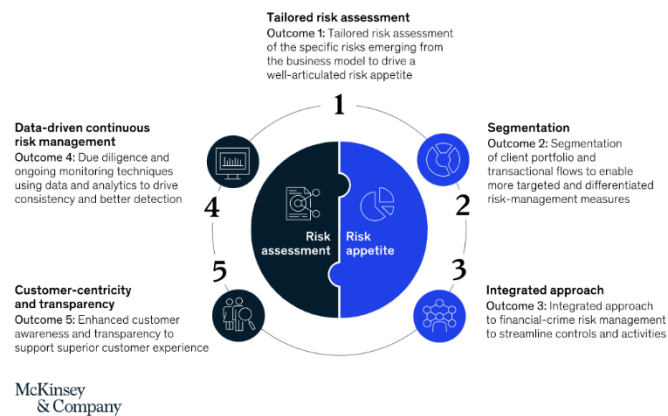 Tailored risk assessment
Outcome 1: Tailored risk assessment
of the specific risks emerging from
the business model to drive a
well-articulated risk appetite
1
Segmentation
Outcome 2: Segmentation
of client portfolio and
transactional flows to enable
more targeted and differentiated
risk-management measures
2
Integrated approach
Outcome 3: Integrated approach
to financial-crime risk management
to streamline controls and activities
3
Data-driven continuous
risk management
Outcome 4: Due diligence and
ongoing monitoring techniques
using data and analytics to drive
consistency and better detection
4
Customer-centricity
and transparency
Outcome 5: Enhanced customer
awareness and transparency to
support superior customer experience
5
Risk
assessment
Risk
appetite
McKinsey
& Company